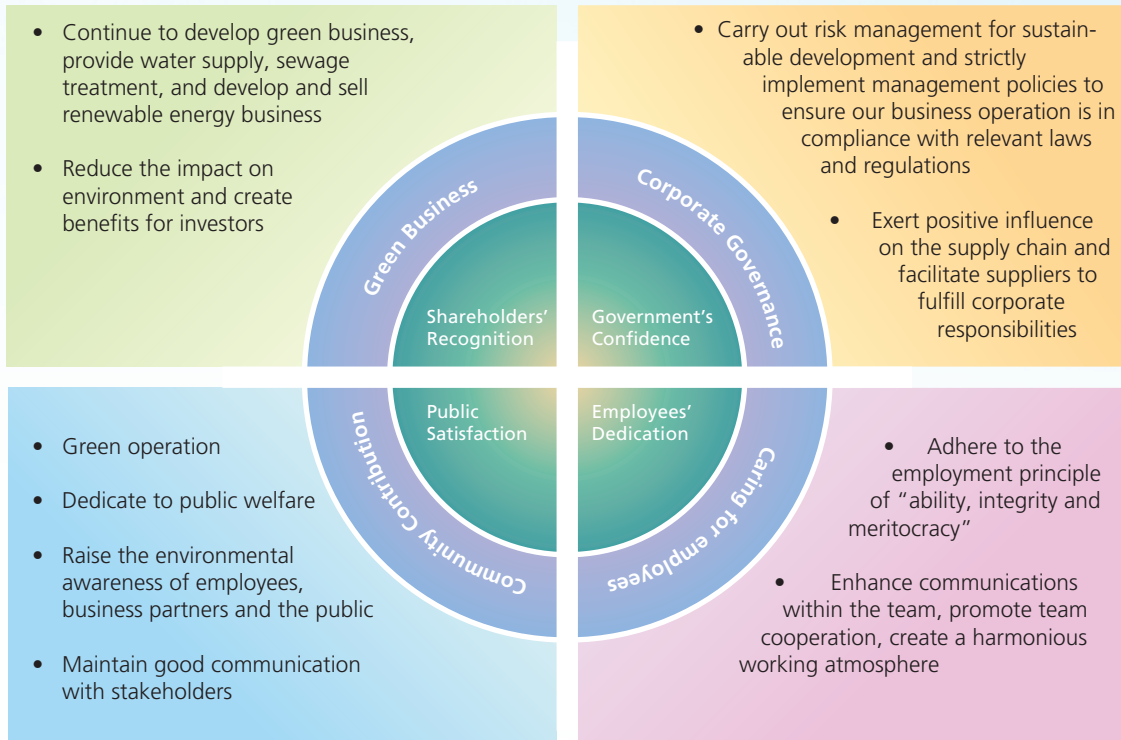 • Continue to develop green business,
provide water supply, sewage
treatment, and develop and sell
renewable energy business
• Reduce the impact on
environment and create
benefits for investors
Green Business
Shareholders’
Recognition
• Carry out risk management for sustain-
able development and strictly
implement management policies to
ensure our business operation is in
compliance with relevant laws
and regulations
• Exert positive influence
on the supply chain and
facilitate suppliers to
fulfill corporate
responsibilities
Corporate Governance
Government’s
Confidence
• Green operation
• Dedicate to public welfare
• Raise the environmental
awareness of employees,
business partners and the public
• Maintain good communication
with stakeholders
Community Contribution
Public
Satisfaction
Employees’
Dedication
Caring for employees
• Adhere to the
employment principle
of “ability, integrity and
meritocracy”
• Enhance communications
within the team, promote team
cooperation, create a harmonious
working atmosphere